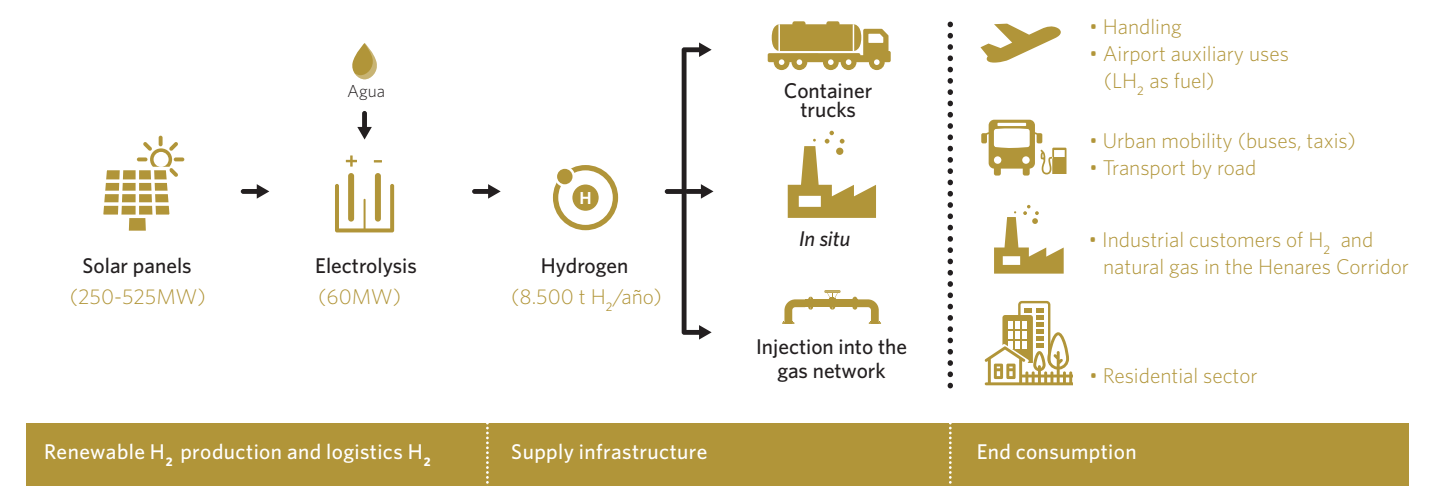 Agua
+ -
Solar panels
(250-525MW)
Electrolysis
(60MW)
H
Hydrogen
(8.500 t H₂/año)
Container
trucks
In situ
Injection into the
gas network
• Handling
• Airport auxiliary uses
(LH₂ as fuel)
• Urban mobility (buses, taxis)
• Transport by road
• Industrial customers of H₂ and
natural gas in the Henares Corridor
• Residential sector
Renewable H₂ production and logistics H₂
Supply infrastructure
End consumption